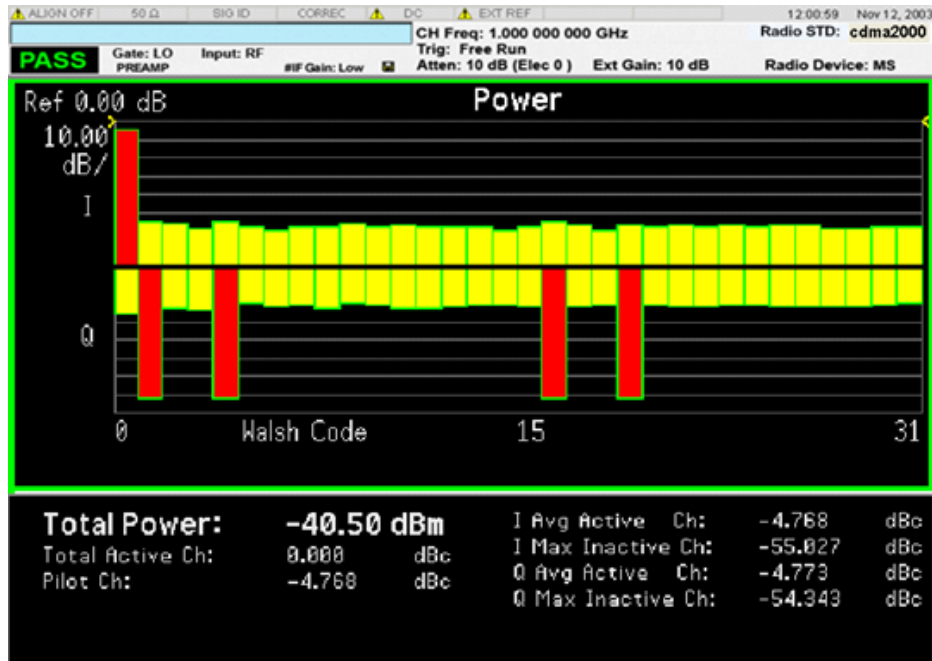 ALIGN OFF 50 Ω SIG ID CORREC DC EXT REF 12:00:59 Nov 12, 2003
CH Freq: 1.000 000 000 GHz Radio STD: cdma2000
PASS Gate: LO Input: RF Trig: Free Run
PREAMP #IF Gain: Low Atten: 10 dB (Elec 0 ) Ext Gain: 10 dB Radio Device: MS
Ref 0.00 dB Power
10.00
dB/
I
Q
0 Walsh Code 15 31
Total Power: -40.50 dBm
Total Active Ch: 0.000 dBc
Pilot Ch: -4.768 dBc
I Avg Active Ch: -4.768 dBc
I Max Inactive Ch: -55.027 dBc
Q Avg Active Ch: -4.773 dBc
Q Max Inactive Ch: -54.343 dBc